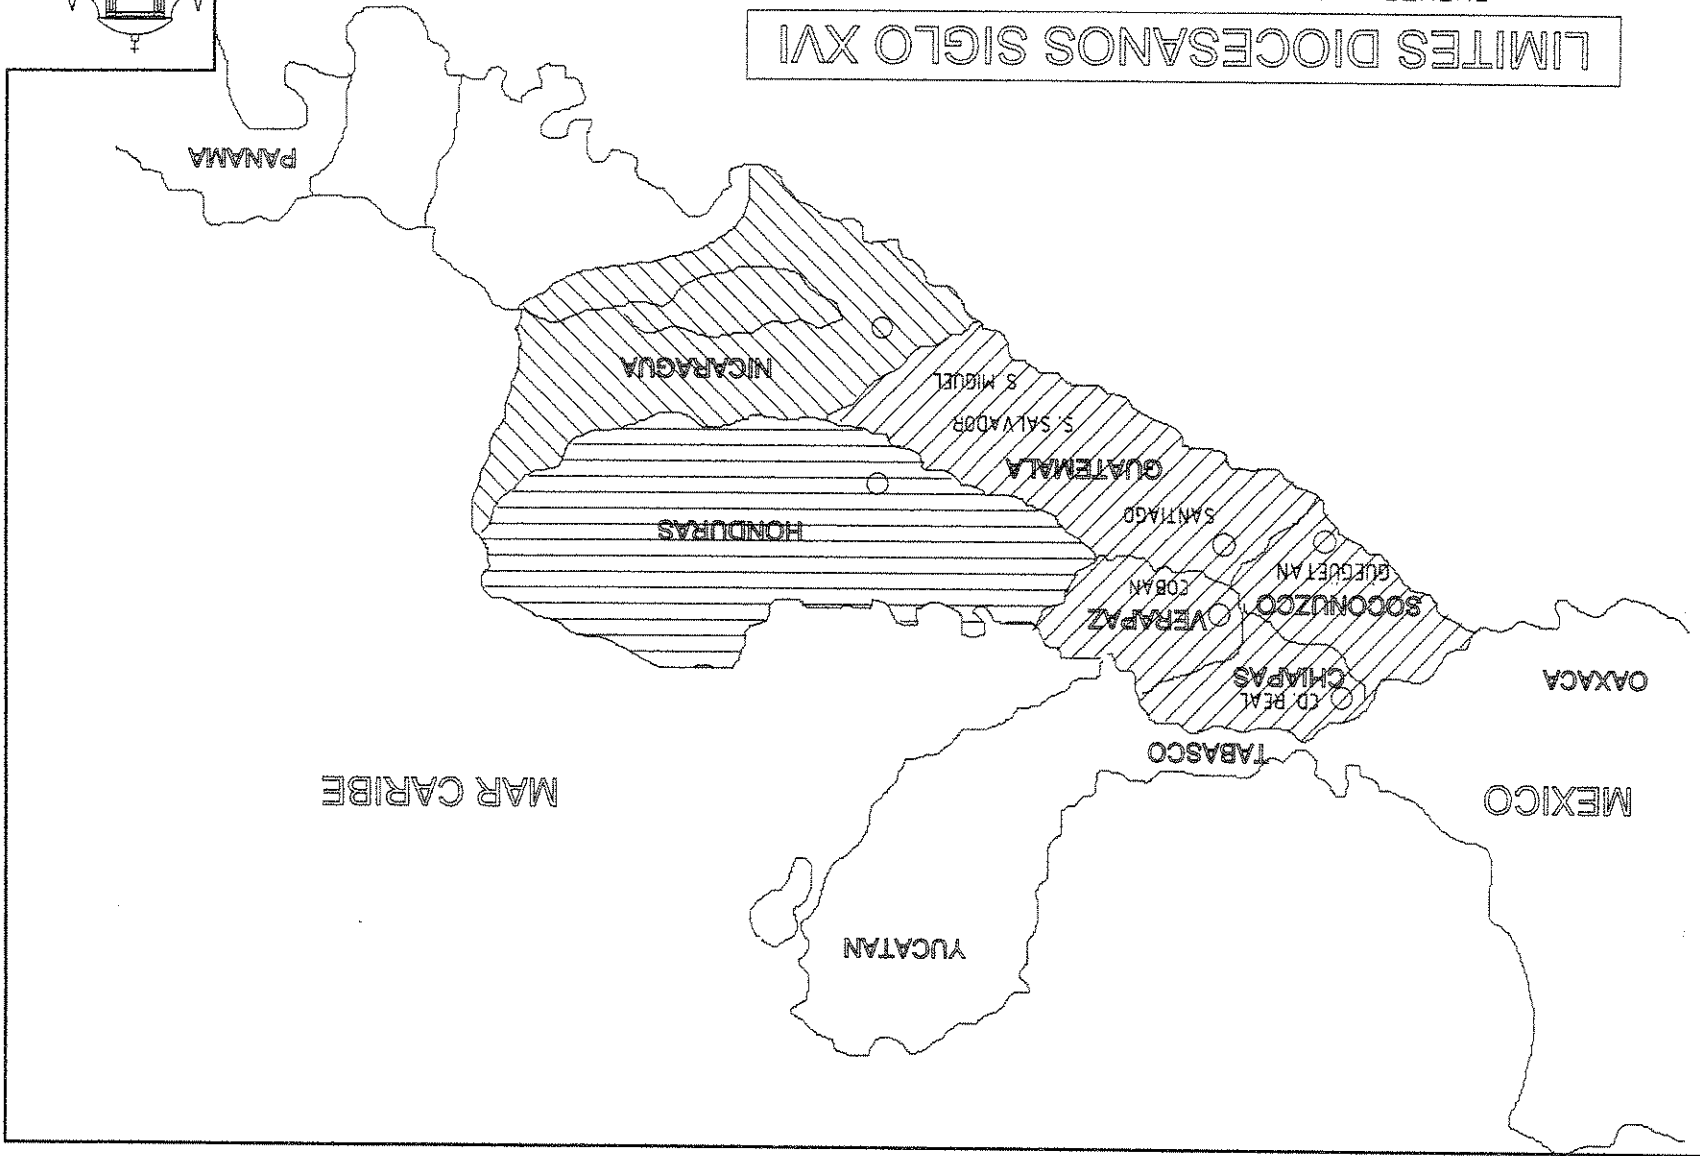 YUCATAN
MEXICO
MAR CARIBE
TABASCO
OAXACA
CD. REAL
CHIAPAS
SOCONUZCO
VERAPAZ
GUEGÜETAN
COBAN
SANTIAGO
HONDURAS
GUATEMALA
S. SALVADOR
S. MIGUEL
NICARAGUA
PANAMA
LIMITES DIOCESANOS SIGLO XVI